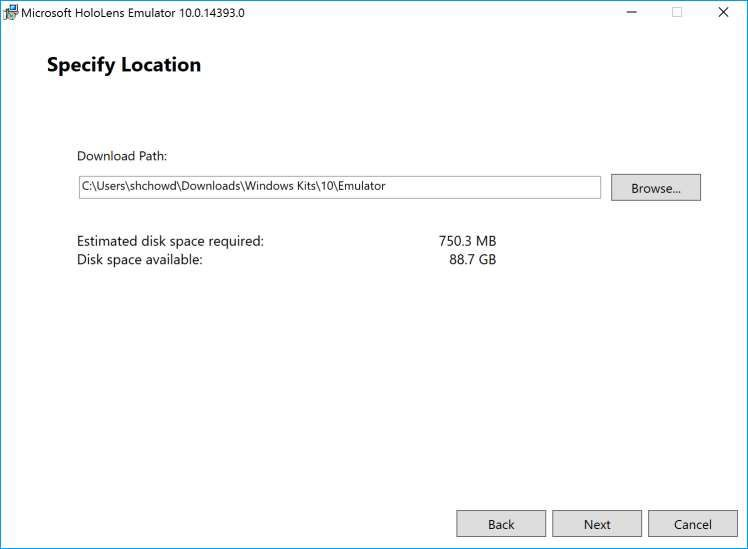 Microsoft HoloLens Emulator 10.0.14393.0
Specify Location
Download Path:
C:\Users\shchowd\Downloads\Windows Kits\10\Emulator
Browse...
Estimated disk space required: 750.3 MB
Disk space available: 88.7 GB
Back Next Cancel